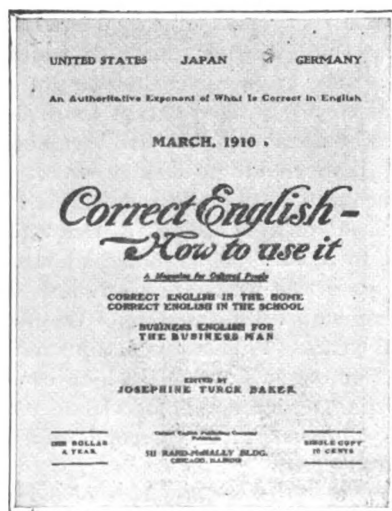 UNITED STATES JAPAN GERMANY
An Authoritative Exponent of What Is Correct in English
MARCH, 1910
Correct English—
How to use it
A Magazine for Cultured People
CORRECT ENGLISH IN THE HOME
CORRECT ENGLISH IN THE SCHOOL
BUSINESS ENGLISH FOR
THE BUSINESS MAN
EDITED BY
JOSEPHINE TURCK BAKER
ONE DOLLAR
A YEAR
Correct English Publishing Company
Publishers
511 RAND-McNALLY BLDG.
CHICAGO, ILLINOIS
SINGLE COPY
10 CENTS